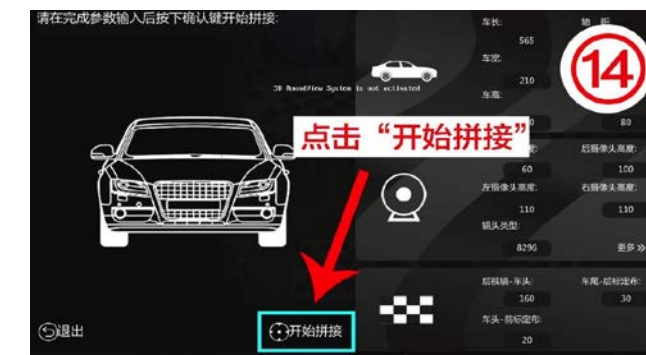 请在完成参数输入后按下确认键开始拼接:
车长:
565
车宽:
210
车高:
80
⑭
3D RoundView System is not activated
点击“开始拼接”
60
后摄像头高度:
100
左摄像头高度:
110
右摄像头高度:
110
镜头类型:
8296
更多»
后视镜-车头:
160
车尾-后标定布:
30
车头-前标定布:
20
退出
开始拼接